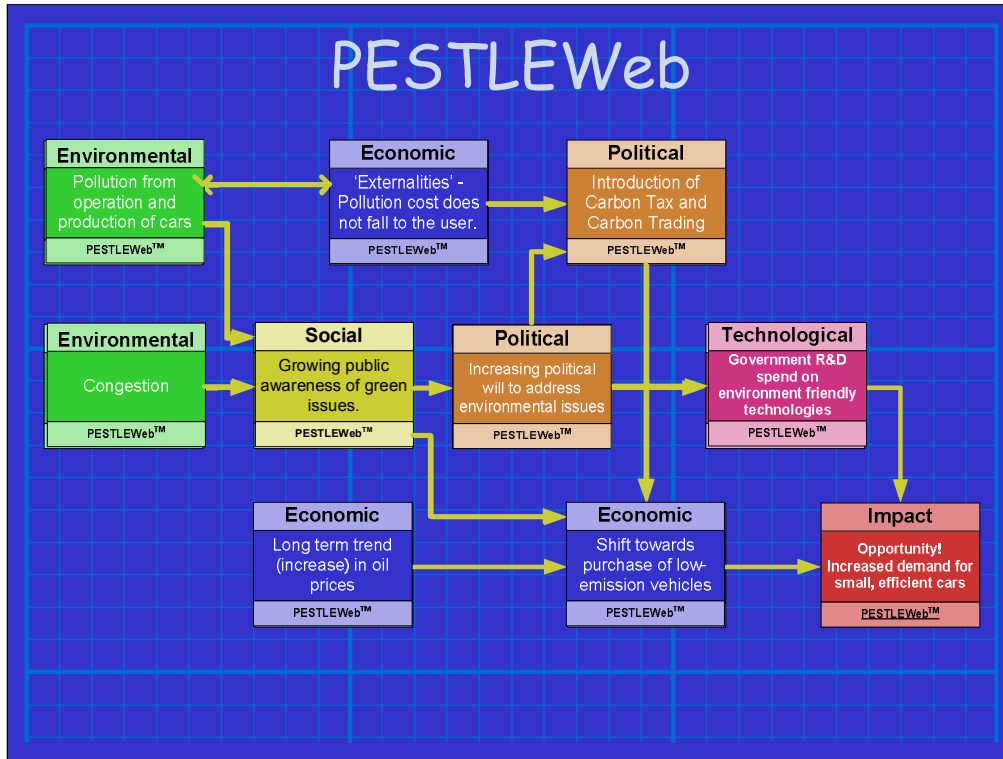 PESTLEWeb
Environmental
Pollution from
operation and
production of cars
PESTLEWeb™
Economic
‘Externalities’ -
Pollution cost does
not fall to the user.
PESTLEWeb™
Political
Introduction of
Carbon Tax and
Carbon Trading
PESTLEWeb™
Environmental
Congestion
PESTLEWeb™
Social
Growing public
awareness of green
issues.
PESTLEWeb™
Political
Increasing political
will to address
environmental issues
PESTLEWeb™
Technological
Government R&D
spend on
environment friendly
technologies
PESTLEWeb™
Economic
Long term trend
(increase) in oil
prices
PESTLEWeb™
Economic
Shift towards
purchase of low-
emission vehicles
PESTLEWeb™
Impact
Opportunity!
Increased demand for
small, efficient cars
PESTLEWeb™